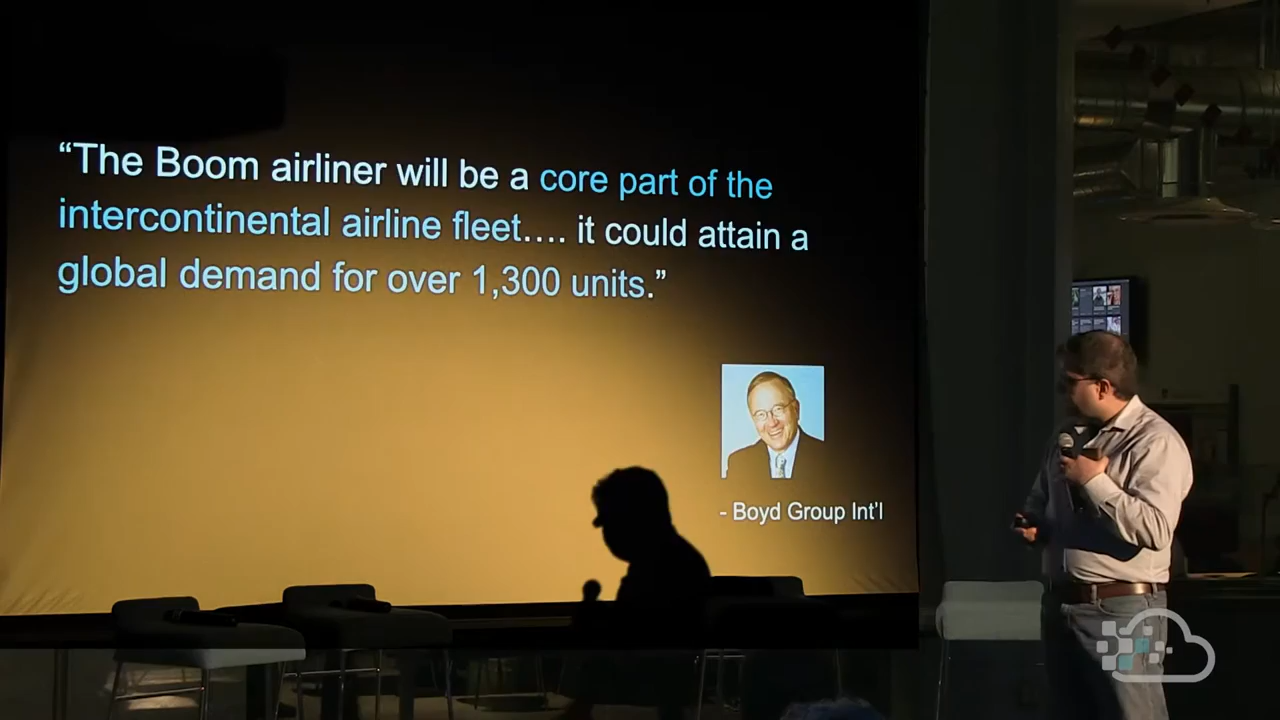 “The Boom airliner will be a core part of the
intercontinental airline fleet…. it could attain a
global demand for over 1,300 units.”
- Boyd Group Int’l